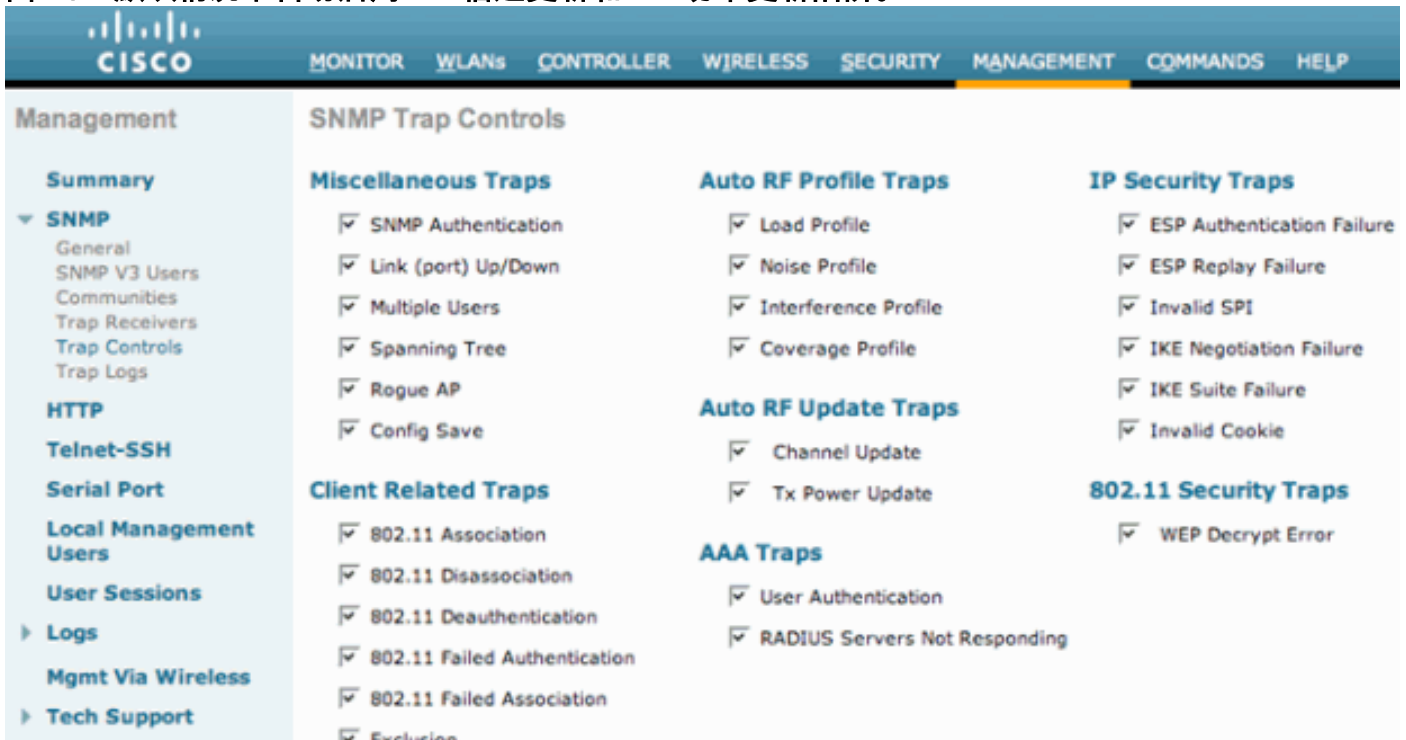 CISCO
MONITOR WLANs CONTROLLER WIRELESS SECURITY MANAGEMENT COMMANDS HELP
Management
Summary
SNMP
General
SNMP V3 Users
Communities
Trap Receivers
Trap Controls
Trap Logs
HTTP
Telnet-SSH
Serial Port
Local Management
Users
User Sessions
Logs
Mgmt Via Wireless
Tech Support
SNMP Trap Controls
Miscellaneous Traps
SNMP Authentication
Link (port) Up/Down
Multiple Users
Spanning Tree
Rogue AP
Config Save
Client Related Traps
802.11 Association
802.11 Disassociation
802.11 Deauthentication
802.11 Failed Authentication
802.11 Failed Association
Exclusion
Auto RF Profile Traps
Load Profile
Noise Profile
Interference Profile
Coverage Profile
Auto RF Update Traps
Channel Update
Tx Power Update
AAA Traps
User Authentication
RADIUS Servers Not Responding
IP Security Traps
ESP Authentication Failure
ESP Replay Failure
Invalid SPI
IKE Negotiation Failure
IKE Suite Failure
Invalid Cookie
802.11 Security Traps
WEP Decrypt Error